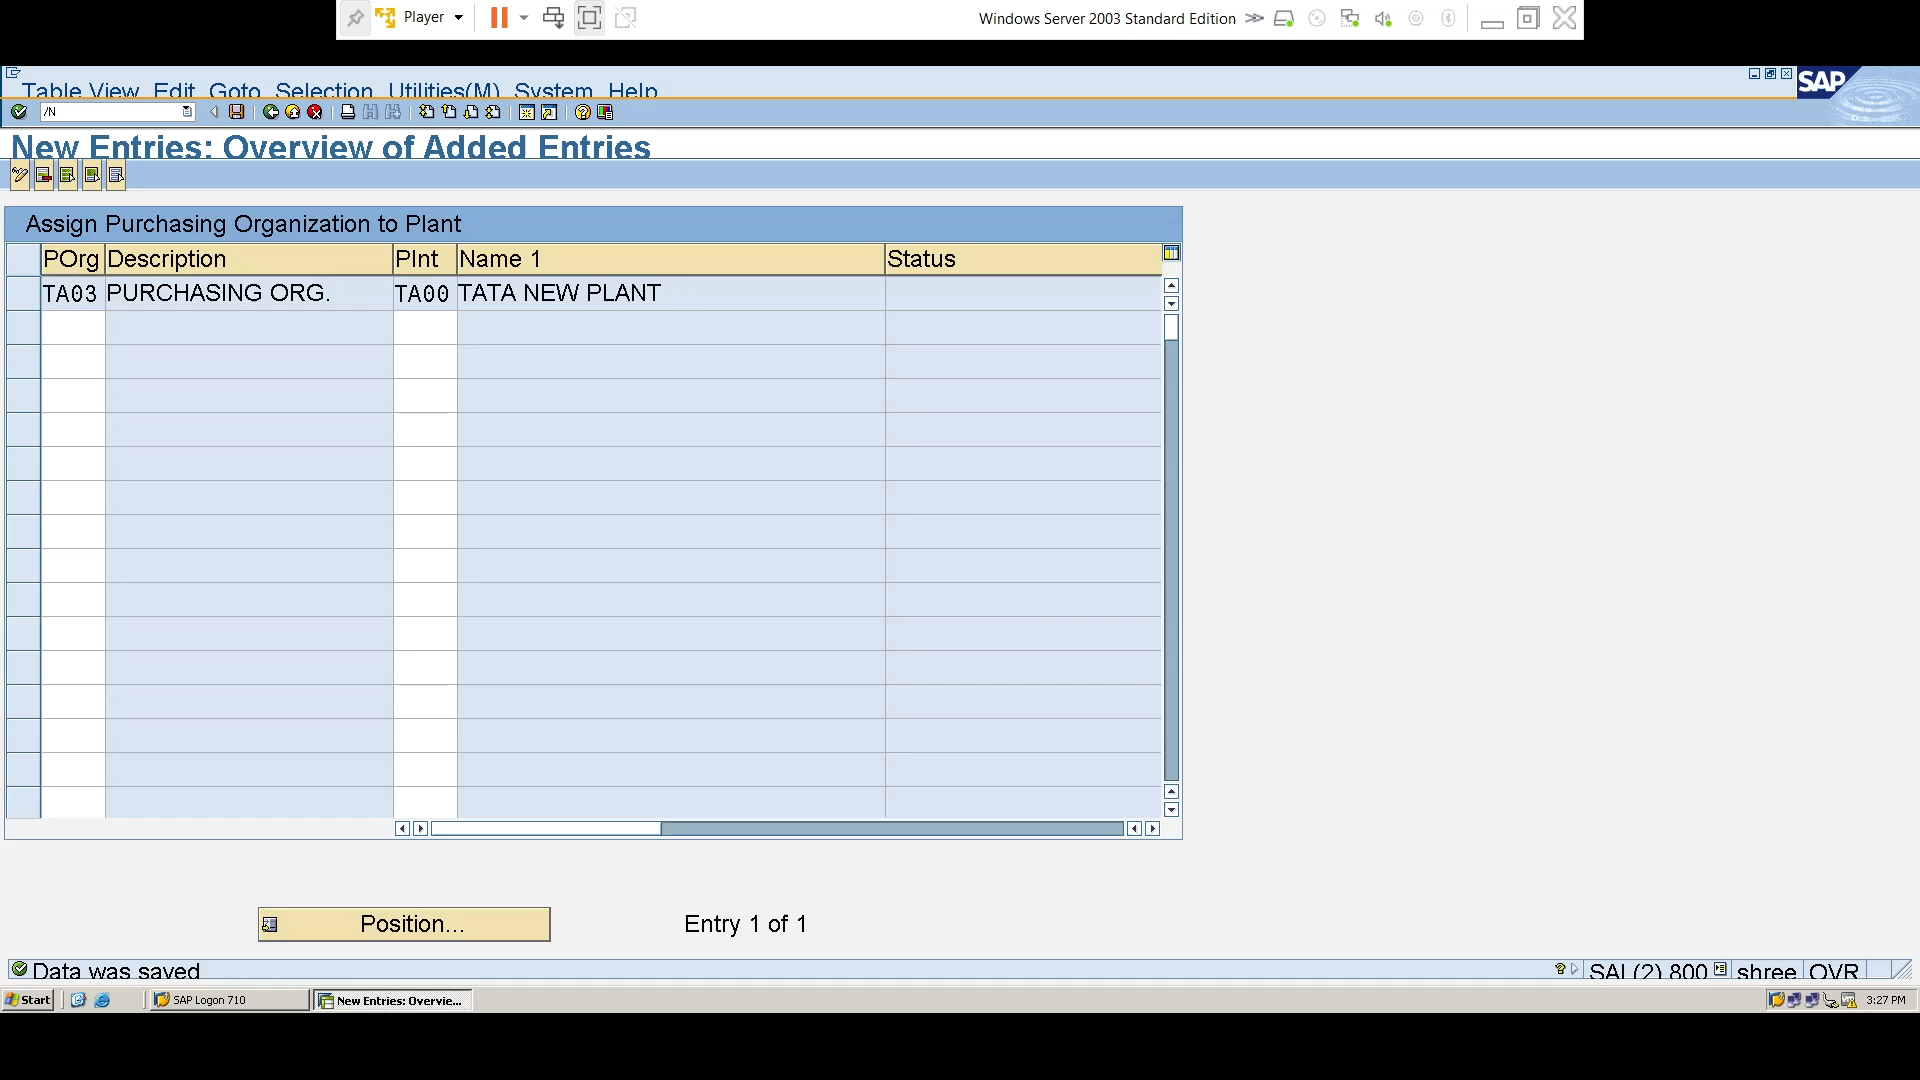 Player
Windows Server 2003 Standard Edition
Table View Edit Goto Selection Utilities(M) System Help
SAP
/N
New Entries: Overview of Added Entries
Assign Purchasing Organization to Plant
POrg Description Plnt Name 1 Status
TA03 PURCHASING ORG. TA00 TATA NEW PLANT
Position... Entry 1 of 1
Data was saved SAL(2) 800 shree OVR
Start SAP Logon 710 New Entries: Overvie... 3:27 PM